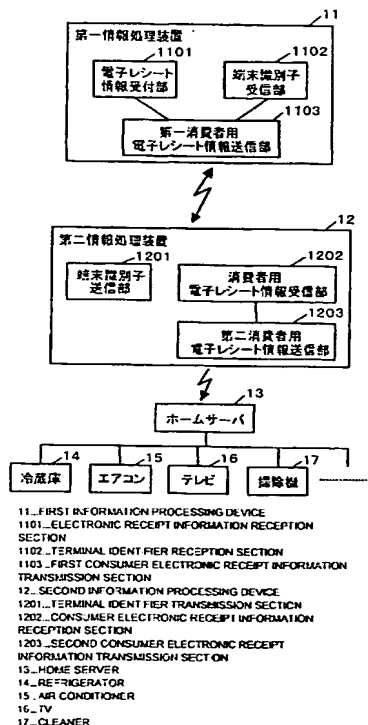 11
第一情報処理装置
1101
1102
電子レシート
情報受付部
端末識別子
受信部
1103
第一消費者用
電子レシート情報送信部
12
第二情報処理装置
1201
1202
端末識別子
送信部
消費者用
電子レシート情報受信部
1203
第二消費者用
電子レシート情報送信部
13
ホームサーバ
14
15
16
17
冷蔵庫
エアコン
テレビ
掃除機
11...FIRST INFORMATION PROCESSING DEVICE
1101...ELECTRONIC RECEIPT INFORMATION RECEPTION
SECTION
1102...TERMINAL IDENTIFIER RECEPTION SECTION
1103...FIRST CONSUMER ELECTRONIC RECEIPT INFORMATION
TRANSMISSION SECTION
12...SECOND INFORMATION PROCESSING DEVICE
1201...TERMINAL IDENTIFIER TRANSMISSION SECTION
1202...CONSUMER ELECTRONIC RECEIPT INFORMATION
RECEPTION SECTION
1203...SECOND CONSUMER ELECTRONIC RECEIPT
INFORMATION TRANSMISSION SECTION
13...HOME SERVER
14...REFRIGERATOR
15...AIR CONDITIONER
16...TV
17...CLEANER